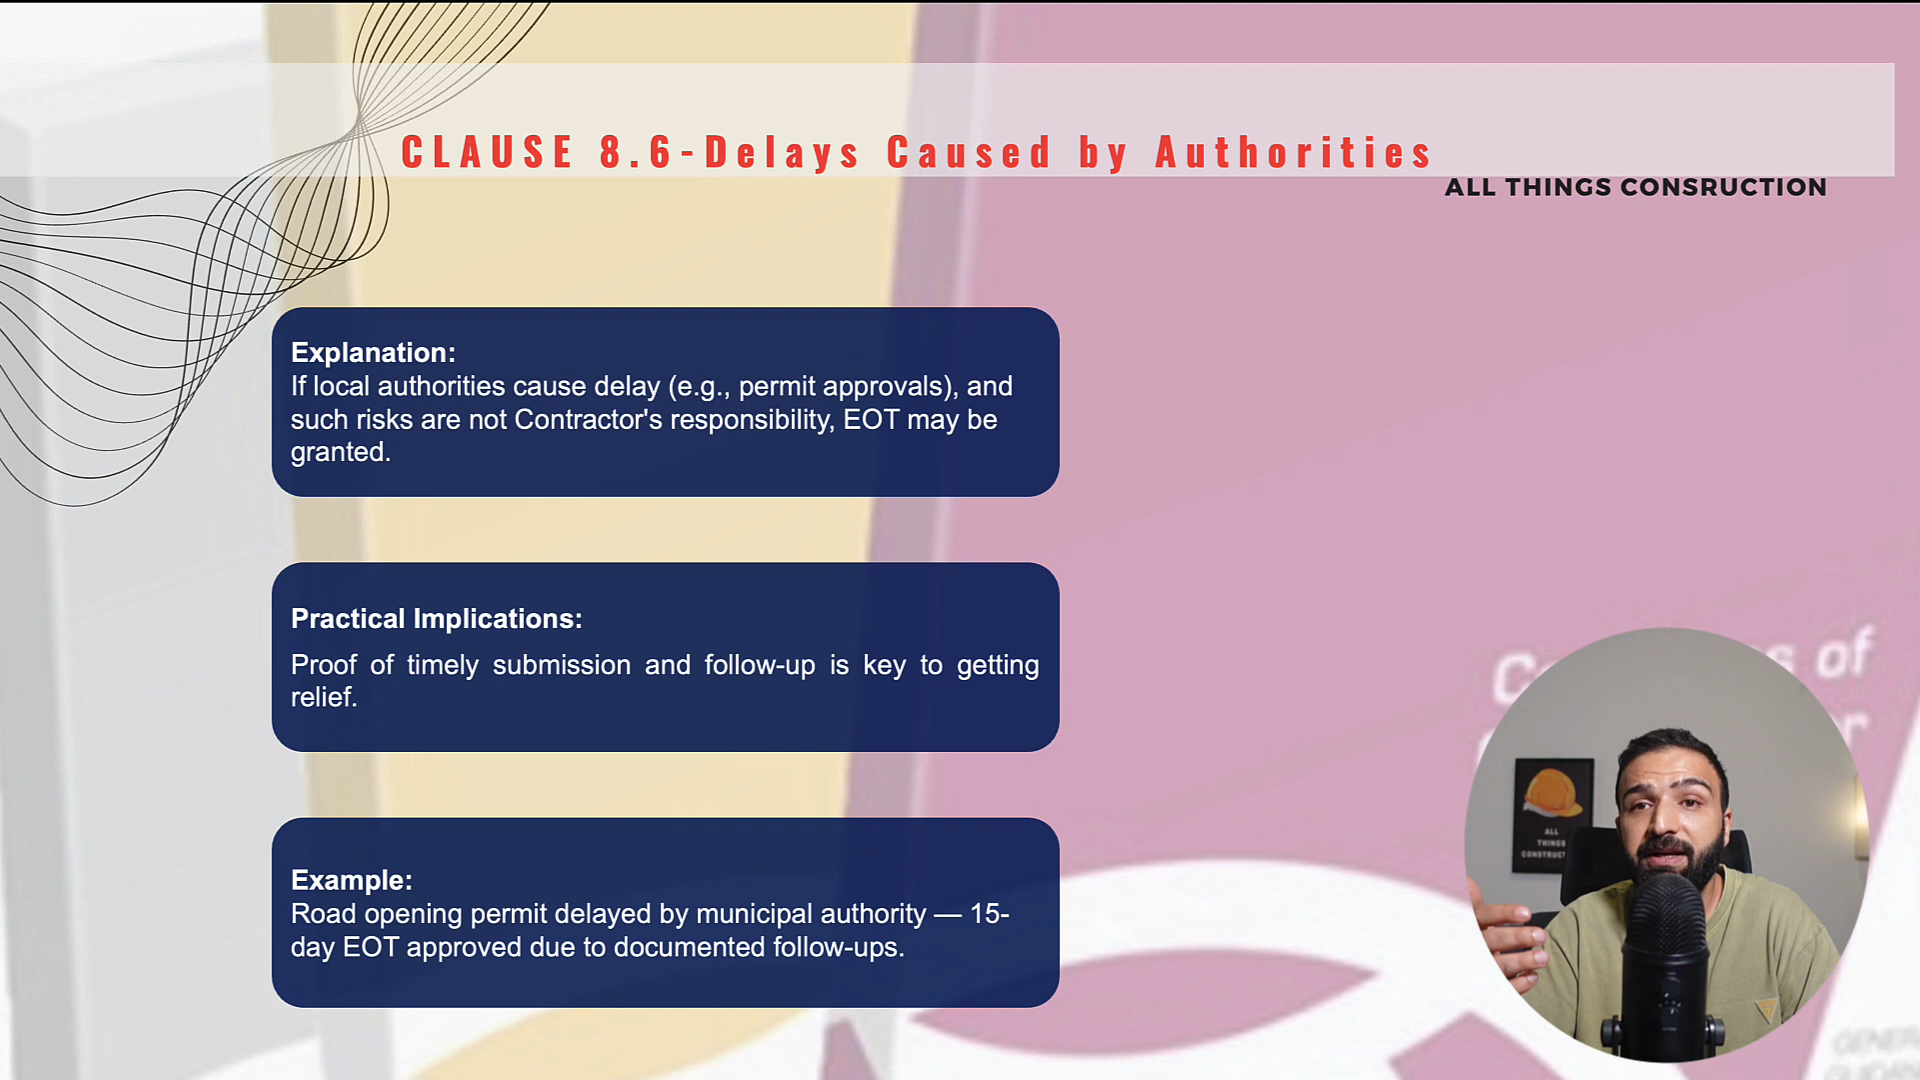 CLAUSE 8.6-Delays Caused by Authorities
ALL THINGS CONSRUCTION
Explanation:
If local authorities cause delay (e.g., permit approvals), and
such risks are not Contractor's responsibility, EOT may be
granted.
Practical Implications:
Proof of timely submission and follow-up is key to getting
relief.
Example:
Road opening permit delayed by municipal authority — 15-
day EOT approved due to documented follow-ups.
of
ALL
THINGS